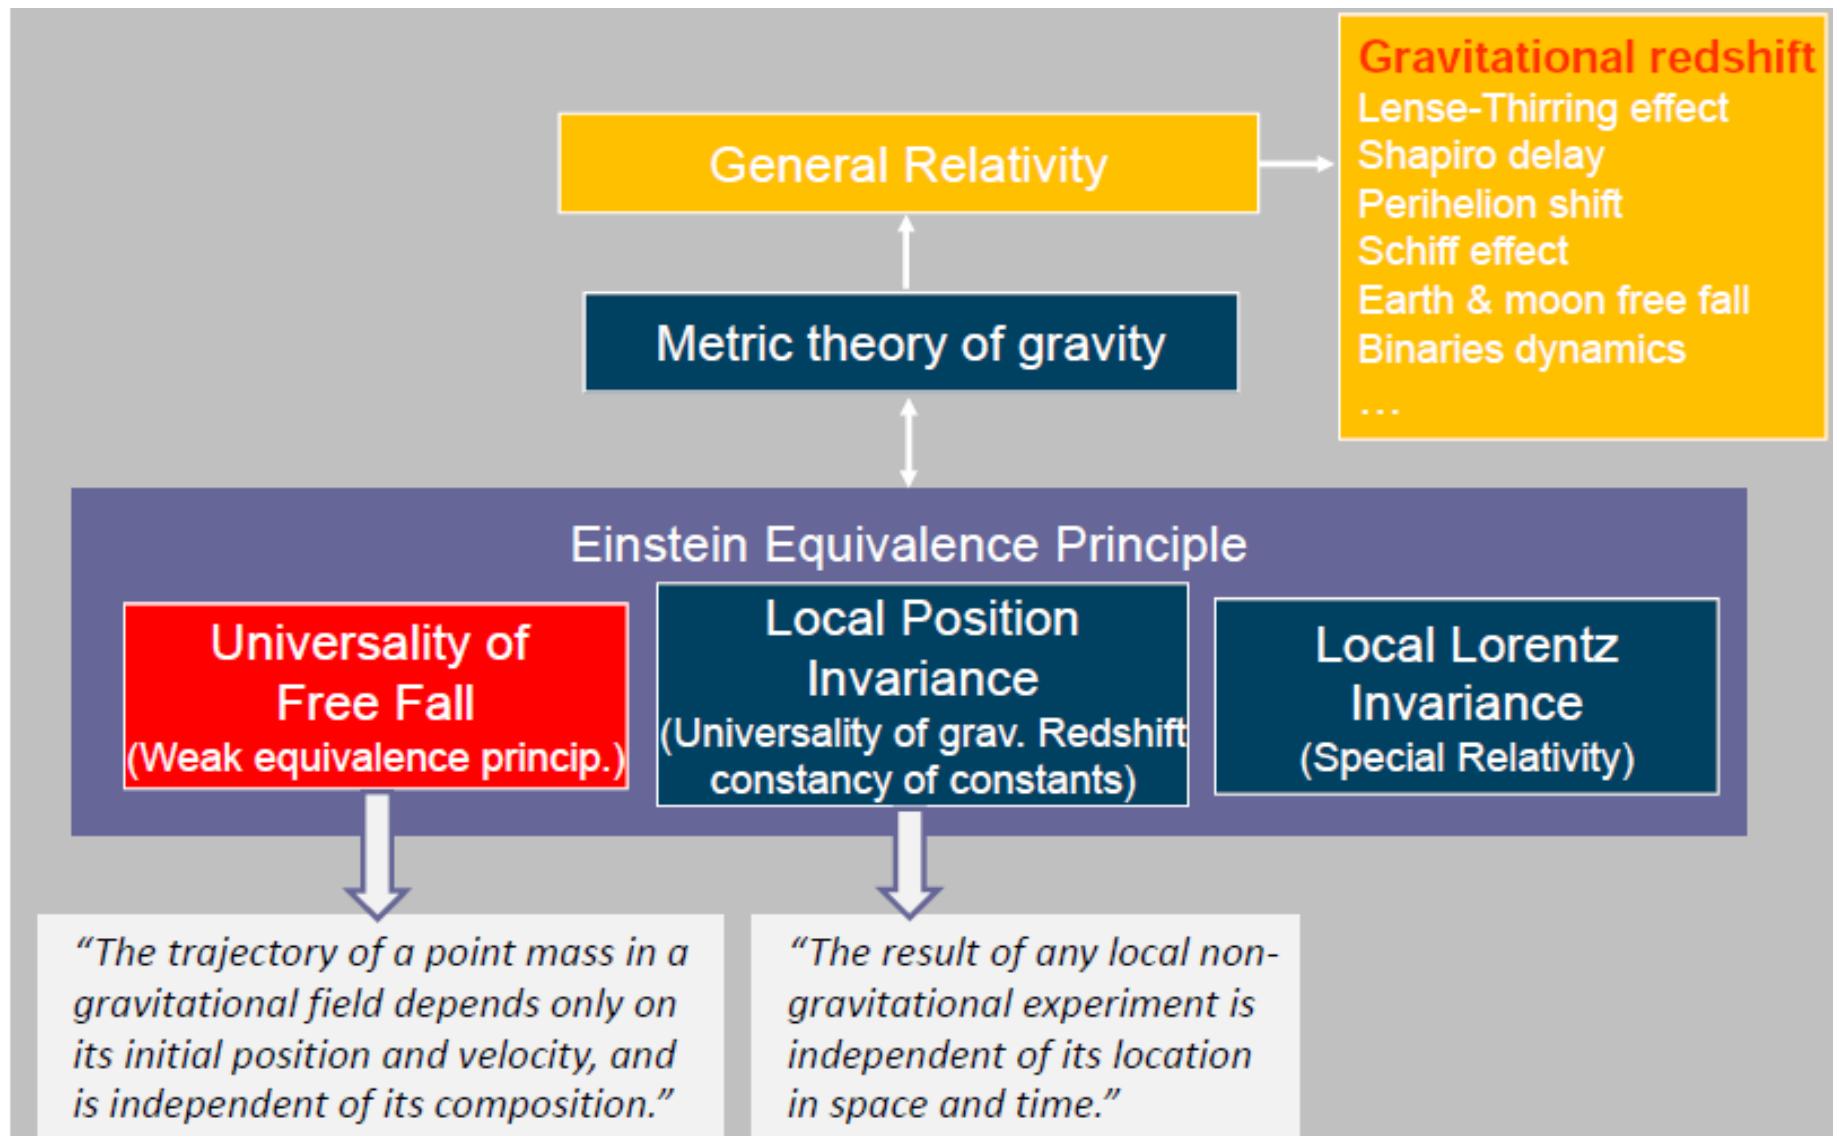 Gravitational redshift
Lense-Thirring effect
Shapiro delay
Perihelion shift
Schiff effect
Earth & moon free fall
Binaries dynamics
…
General Relativity
Metric theory of gravity
Einstein Equivalence Principle
Universality of
Free Fall
(Weak equivalence princip.)
Local Position
Invariance
(Universality of grav. Redshift
constancy of constants)
Local Lorentz
Invariance
(Special Relativity)
“The trajectory of a point mass in a
gravitational field depends only on
its initial position and velocity, and
is independent of its composition.”
“The result of any local non-
gravitational experiment is
independent of its location
in space and time.”